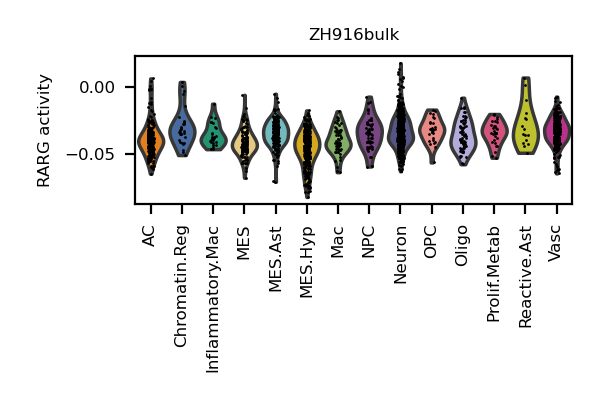 ZH916bulk
RARG activity
0.00
−0.05
AC
Chromatin.Reg
Inflammatory.Mac
MES
MES.Ast
MES.Hyp
Mac
NPC
Neuron
OPC
Oligo
Prolif.Metab
Reactive.Ast
Vasc